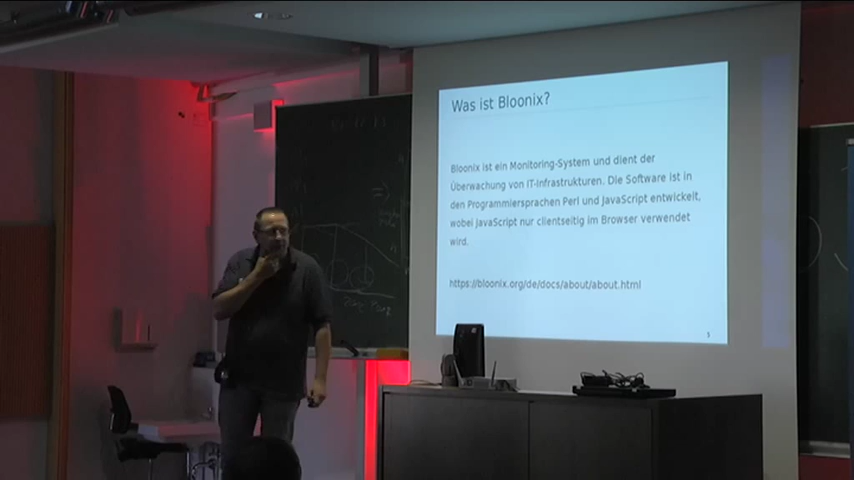 Was ist Bloonix?
Bloonix ist ein Monitoring-System und dient der
Überwachung von IT-Infrastrukturen. Die Software ist in
den Programmiersprachen Perl und JavaScript entwickelt,
wobei JavaScript nur clientseitig im Browser verwendet
wird.
https://bloonix.org/de/docs/about/about.html
5